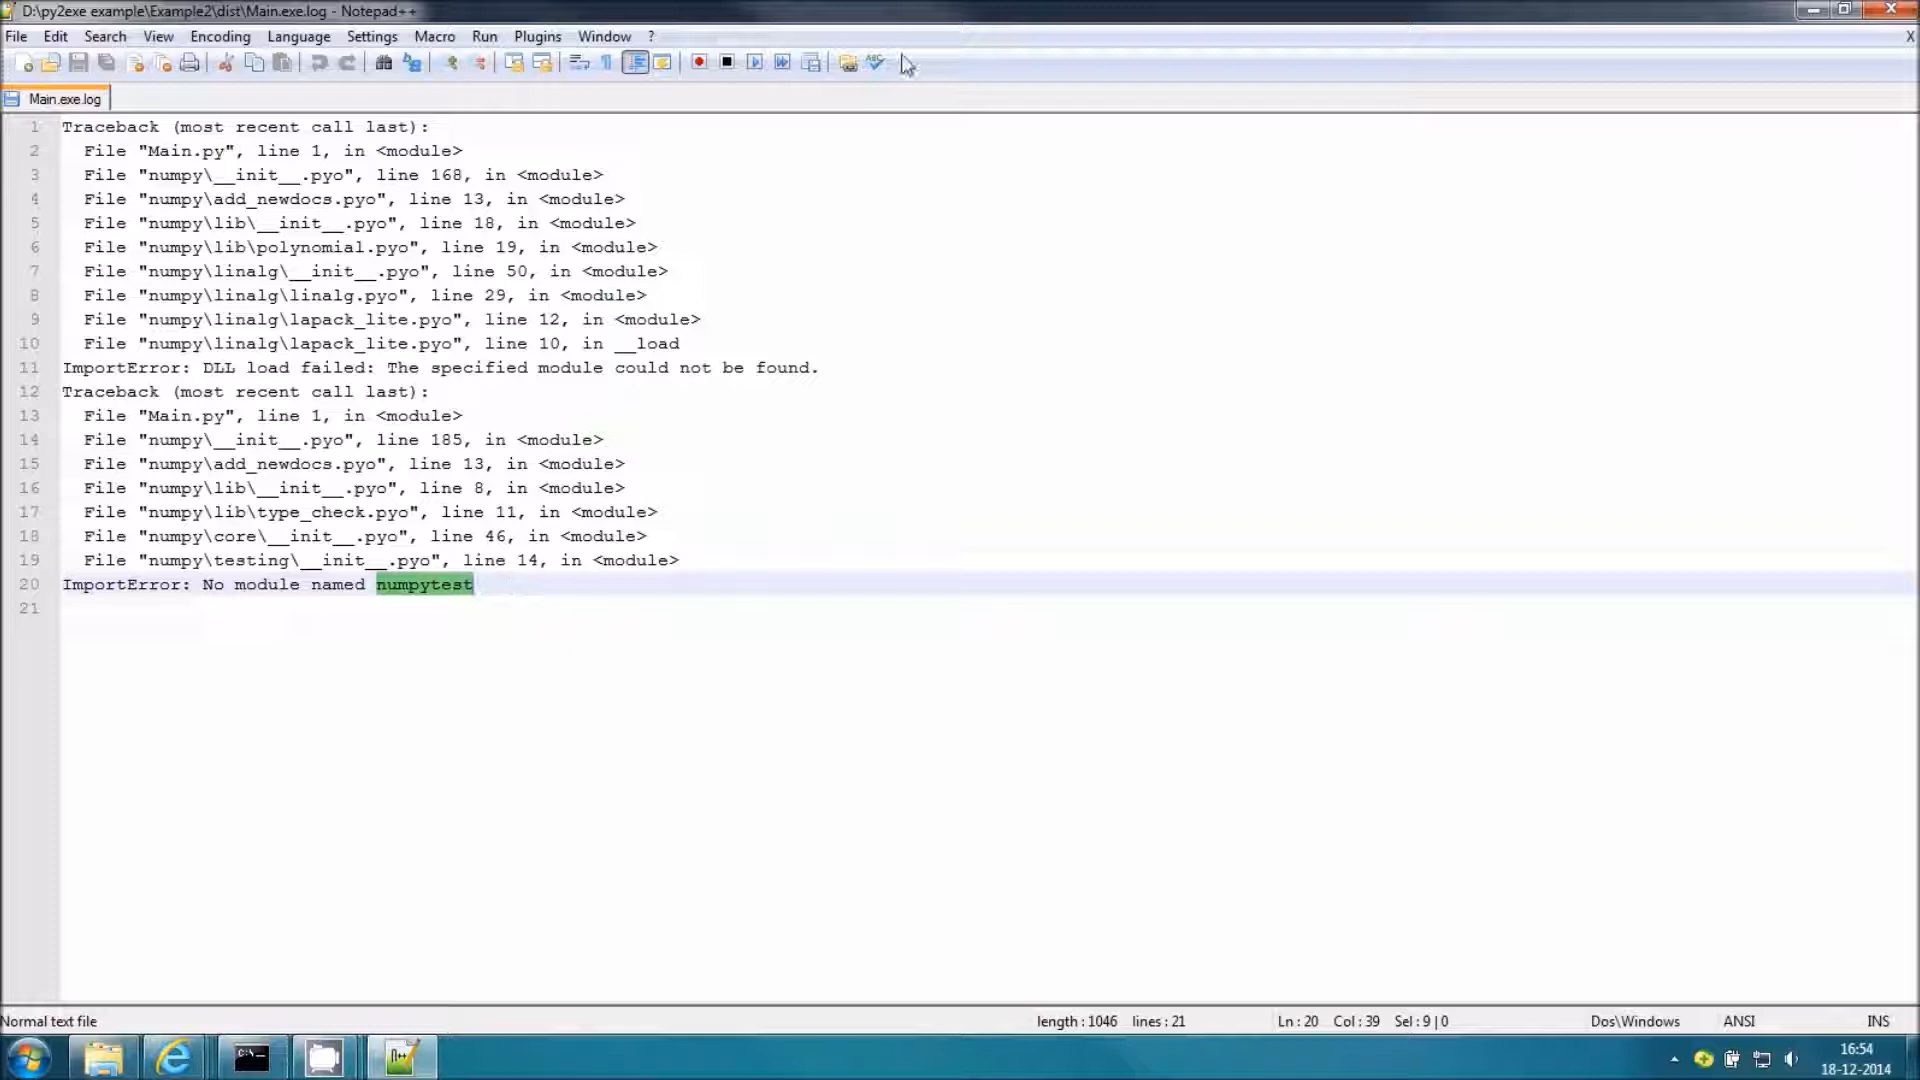 D:\py2exe example\Example2\dist\Main.exe.log - Notepad++
File Edit Search View Encoding Language Settings Macro Run Plugins Window ? X
ABC
Main.exe.log
1 Traceback (most recent call last):
2 File "Main.py", line 1, in <module>
3 File "numpy\__init__.pyo", line 168, in <module>
4 File "numpy\add_newdocs.pyo", line 13, in <module>
5 File "numpy\lib\__init__.pyo", line 18, in <module>
6 File "numpy\lib\polynomial.pyo", line 19, in <module>
7 File "numpy\linalg\__init__.pyo", line 50, in <module>
8 File "numpy\linalg\linalg.pyo", line 29, in <module>
9 File "numpy\linalg\lapack_lite.pyo", line 12, in <module>
10 File "numpy\linalg\lapack_lite.pyo", line 10, in __load
11 ImportError: DLL load failed: The specified module could not be found.
12 Traceback (most recent call last):
13 File "Main.py", line 1, in <module>
14 File "numpy\__init__.pyo", line 185, in <module>
15 File "numpy\add_newdocs.pyo", line 13, in <module>
16 File "numpy\lib\__init__.pyo", line 8, in <module>
17 File "numpy\lib\type_check.pyo", line 11, in <module>
18 File "numpy\core\__init__.pyo", line 46, in <module>
19 File "numpy\testing\__init__.pyo", line 14, in <module>
20 ImportError: No module named numpytest
21
Normal text file length : 1046 lines : 21 Ln : 20 Col : 39 Sel : 9 | 0 Dos\Windows ANSI INS
16:54
18-12-2014